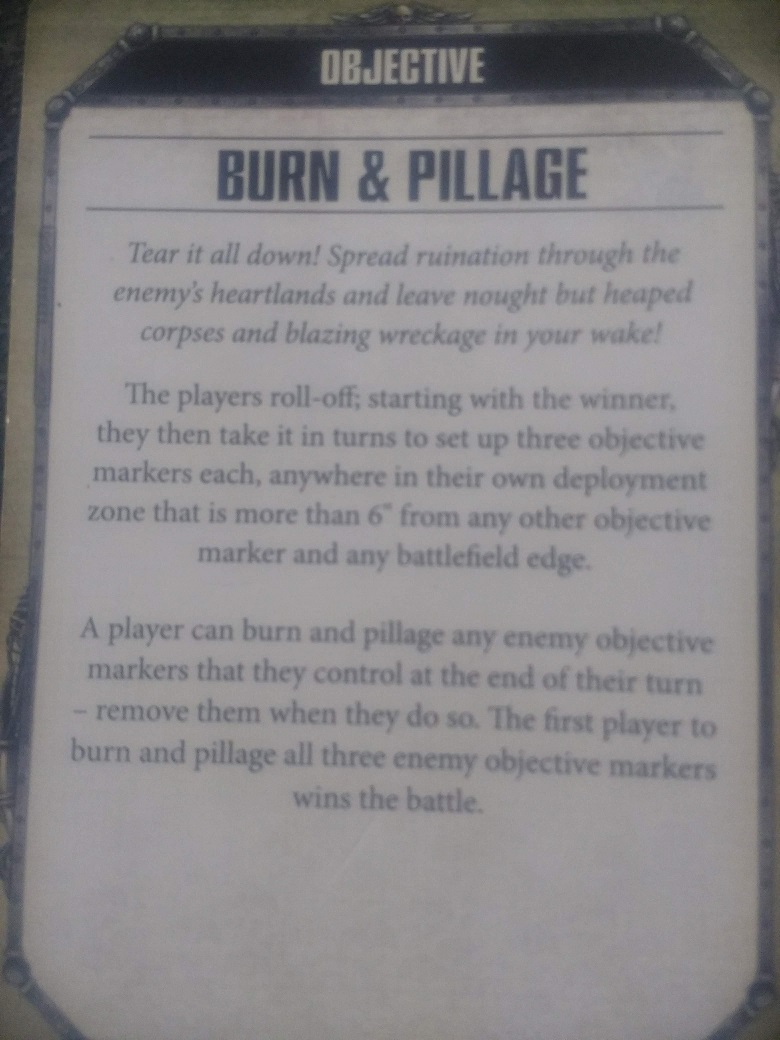 OBJECTIVE
BURN & PILLAGE
Tear it all down! Spread ruination through the
enemy's heartlands and leave nought but heaped
corpses and blazing wreckage in your wake!
The players roll-off; starting with the winner,
they then take it in turns to set up three objective
markers each, anywhere in their own deployment
zone that is more than 6" from any other objective
marker and any battlefield edge.
A player can burn and pillage any enemy objective
markers that they control at the end of their turn
– remove them when they do so. The first player to
burn and pillage all three enemy objective markers
wins the battle.